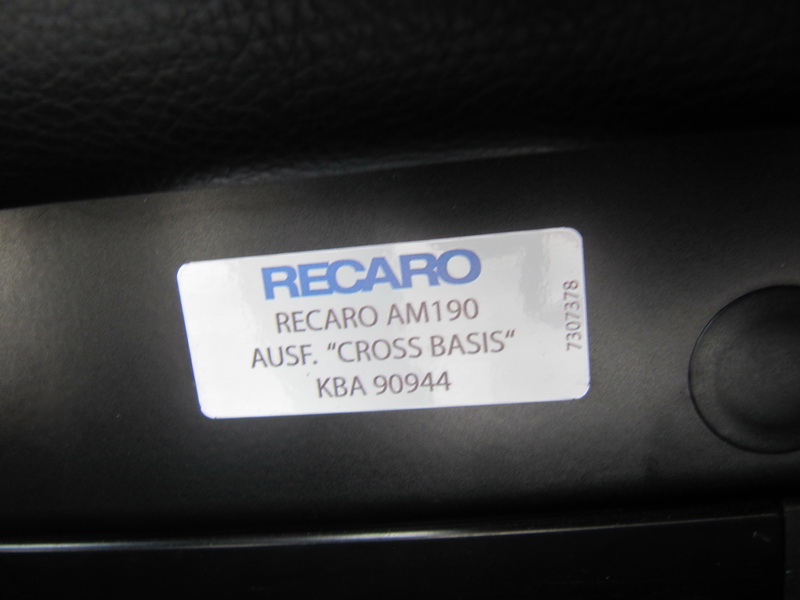 RECARO
RECARO AM190
AUSF. "CROSS BASIS"
KBA 90944
7307378